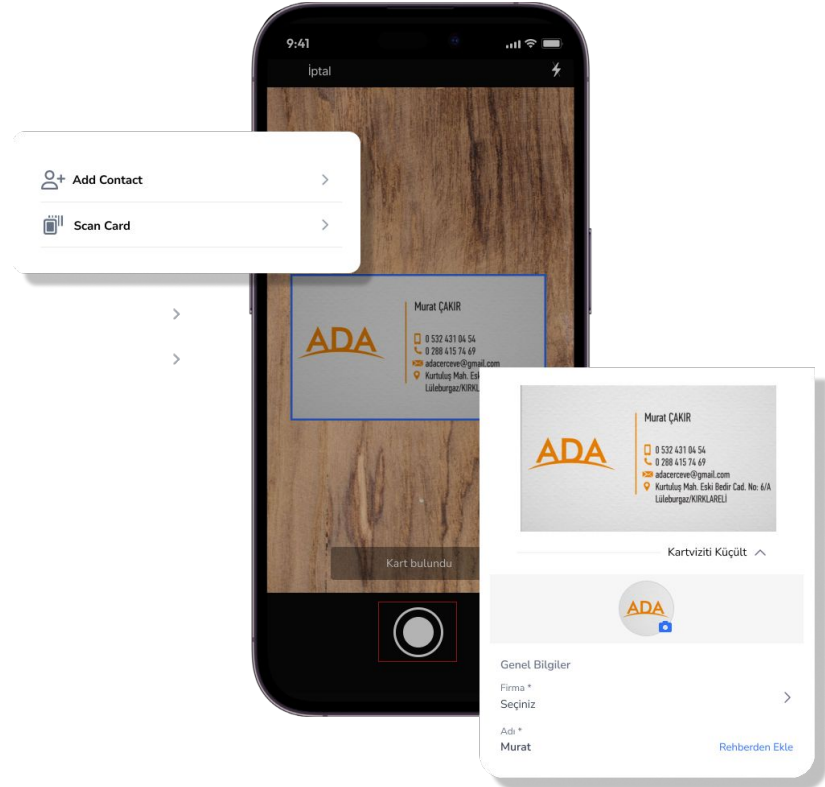 9:41
İptal
Add Contact
Scan Card
ADA
Murat ÇAKIR
0 532 431 04 54
0 288 415 74 69
adacerceve@gmail.com
Kurtuluş Mah. Es
Lüleburgaz/KIRKL
Kart bulundu
ADA
Murat ÇAKIR
0 532 431 04 54
0 288 415 74 69
adacerceve@gmail.com
Kurtuluş Mah. Eski Bedir Cad. No: 6/A
Lüleburgaz/KIRKLARELİ
Kartviziti Küçült
ADA
Genel Bilgiler
Firma *
Seçiniz
Adı *
Murat
Rehberden Ekle